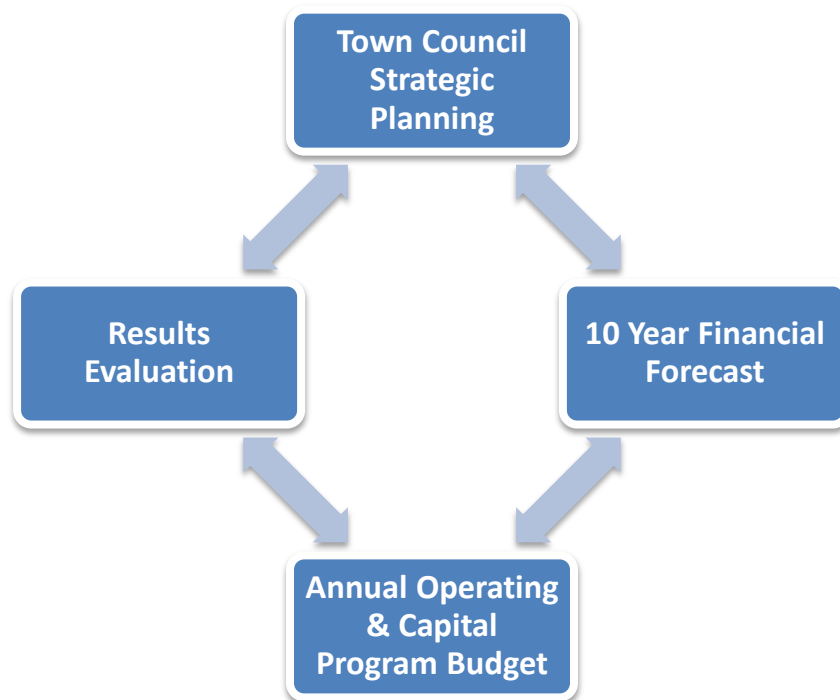 Town Council
Strategic
Planning
Results
Evaluation
10 Year Financial
Forecast
Annual Operating
& Capital
Program Budget